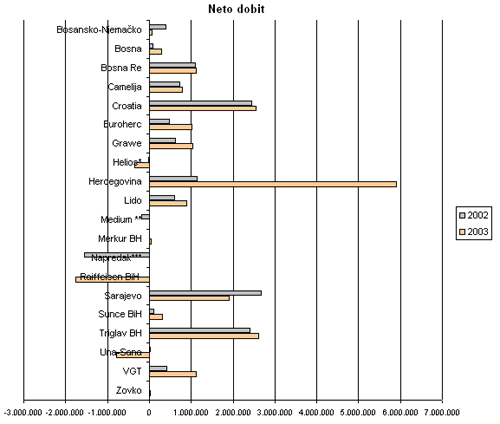 Neto dobit
Bosansko-Njemačko
Bosna
Bosna Re
Camelija
Croatia
Euroherc
Grawe
Helios*
Hercegovina
Lido
Medium **
Merkur BH
Napredak***
Raiffeisen BiH
Sarajevo
Sunce BiH
Triglav BH
Una-Sana
VGT
Zovko
2002
2003
-3.000.000 -2.000.000 -1.000.000 0 1.000.000 2.000.000 3.000.000 4.000.000 5.000.000 6.000.000 7.000.000